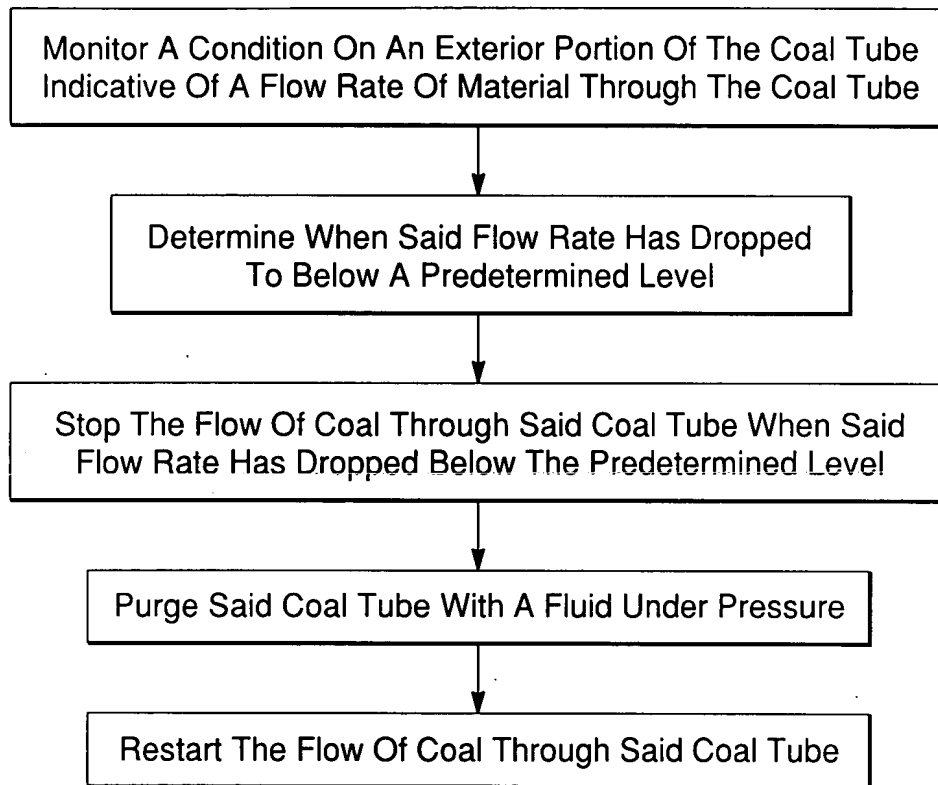 Monitor A Condition On An Exterior Portion Of The Coal Tube
Indicative Of A Flow Rate Of Material Through The Coal Tube
Determine When Said Flow Rate Has Dropped
To Below A Predetermined Level
Stop The Flow Of Coal Through Said Coal Tube When Said
Flow Rate Has Dropped Below The Predetermined Level
Purge Said Coal Tube With A Fluid Under Pressure
Restart The Flow Of Coal Through Said Coal Tube